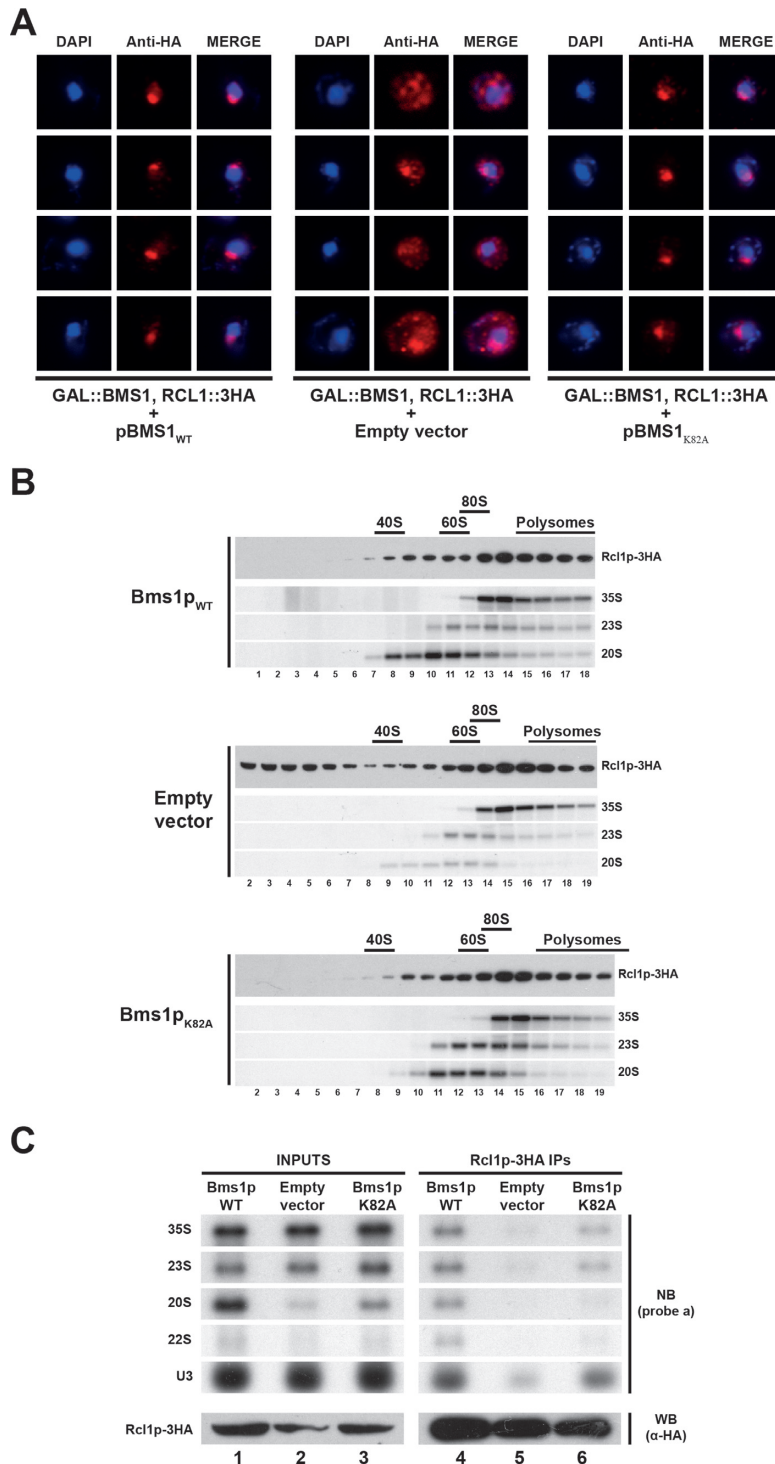 A
DAPI Anti-HA MERGE DAPI Anti-HA MERGE DAPI Anti-HA MERGE
GAL::BMS1, RCL1::3HA GAL::BMS1, RCL1::3HA GAL::BMS1, RCL1::3HA
+ + +
pBMS1WT Empty vector pBMS1K82A
B
80S
40S 60S Polysomes
Bms1pWT
Rcl1p-3HA
35S
23S
20S
1 2 3 4 5 6 7 8 9 10 11 12 13 14 15 16 17 18
80S
40S 60S Polysomes
Empty
vector
Rcl1p-3HA
35S
23S
20S
2 3 4 5 6 7 8 9 10 11 12 13 14 15 16 17 18 19
80S
40S 60S Polysomes
Bms1pK82A
Rcl1p-3HA
35S
23S
20S
2 3 4 5 6 7 8 9 10 11 12 13 14 15 16 17 18 19
C
INPUTS Rcl1p-3HA IPs
Bms1p Empty Bms1p Bms1p Empty Bms1p
WT vector K82A WT vector K82A
35S
23S
20S
22S
U3
NB
(probe a)
Rcl1p-3HA
WB
(α-HA)
1 2 3 4 5 6